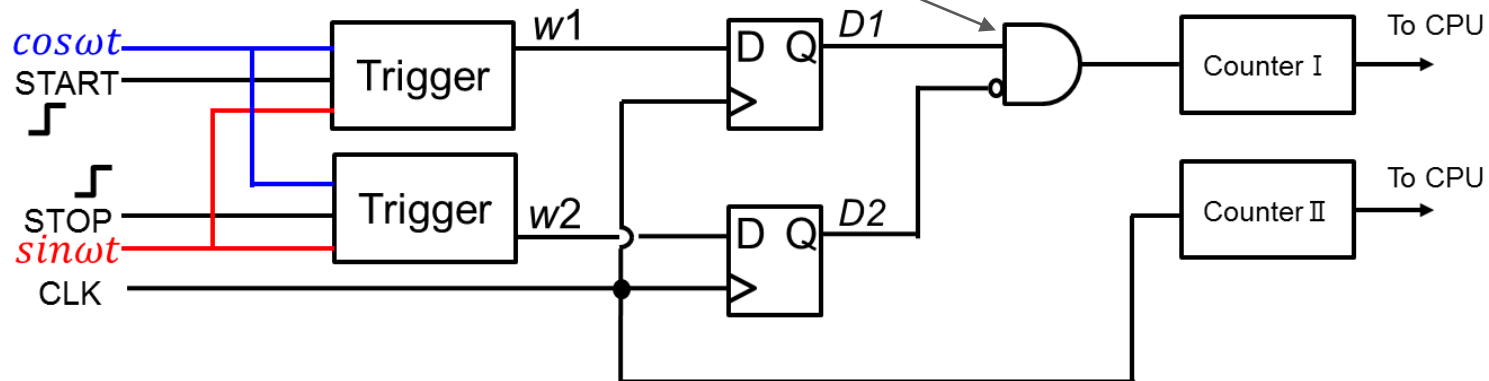 cosωt
START
STOP
sinωt
CLK
Trigger
w1
Trigger
w2
D Q
D1
D Q
D2
Counter Ⅰ
To CPU
Counter Ⅱ
To CPU